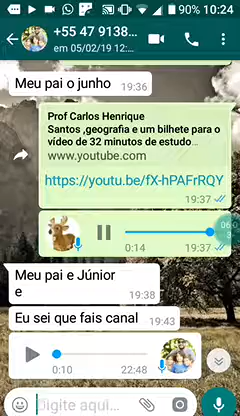 90% 10:24
+55 47 9138...
em 05/02/19 12:...
Meu pai o junho 19:36
Prof Carlos Henrique
Santos ,geografia e um bilhete para o
vídeo de 32 minutos de estudo...
www.youtube.com
https://youtu.be/fX-hPAFrRQY
19:37
0:14 19:37
Meu pai e Júnior
e 19:38
Eu sei que fais canal 19:43
0:10 22:48
Digite aqui...